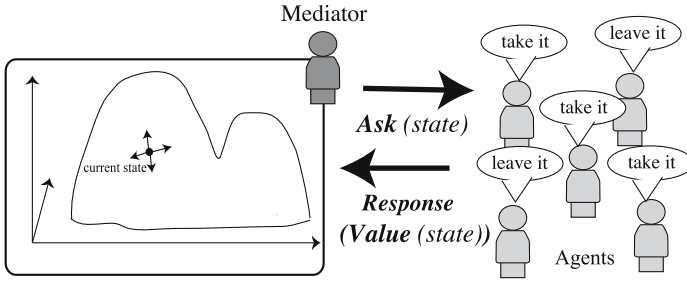 Mediator
take it
leave it
take it
Ask (state)
current state
leave it
take it
Response
(Value (state))
Agents